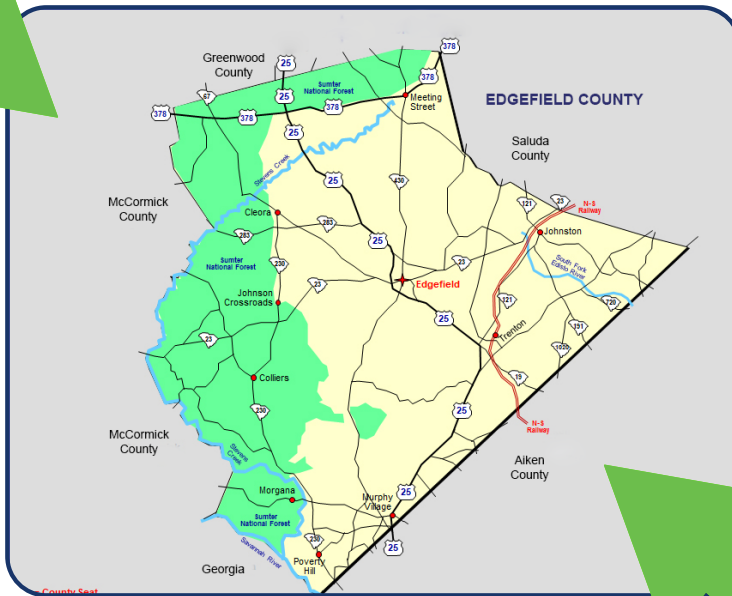 378
Greenwood
County
25
67
Sumter
National Forest
378
25
Meeting
Street
EDGEFIELD COUNTY
378
378
378
25
Saluda
County
Stevens Creek
25
430
McCormick
County
121
23
N-S
Railway
Cleora
283
Johnston
283
25
Sumter
National Forest
230
23
South Fork
Edisto River
23
Edgefield
Johnson
Crossroads
121
720
25
191
Trenton
23
1020
19
Colliers
230
25
N-S
Railway
McCormick
County
Stevens
Creek
Aiken
County
Morgana
Murphy
Village
25
Sumter
National Forest
230
25
Savannah River
Poverty
Hill
Georgia
County Seat